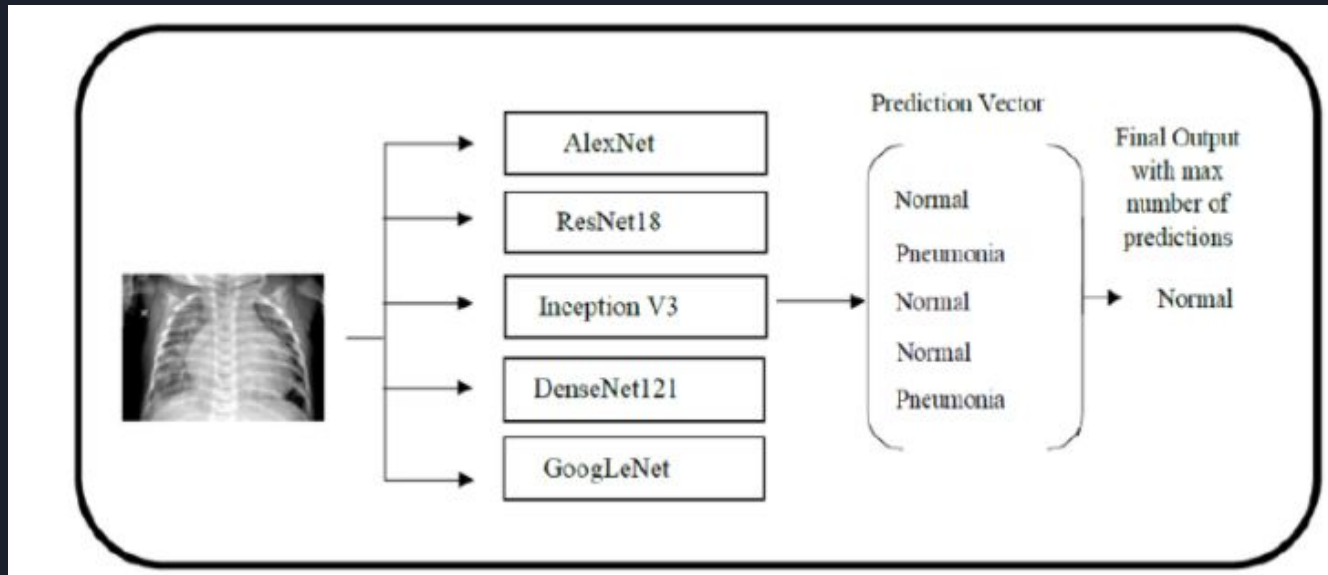 AlexNet
ResNet18
Inception V3
DenseNet121
GoogLeNet
Prediction Vector
Normal
Pneumonia
Normal
Normal
Pneumonia
Final Output
with max
number of
predictions
Normal